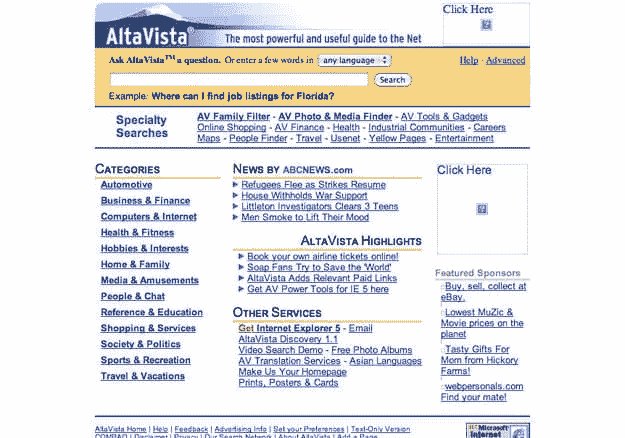 AltaVista®
The most powerful and useful guide to the Net
Click Here
Ask AltaVista™ a question. Or enter a few words in any language
Help - Advanced
Search
Example: Where can I find job listings for Florida?
Specialty
Searches
AV Family Filter - AV Photo & Media Finder - AV Tools & Gadgets
Online Shopping - AV Finance - Health - Industrial Communities - Careers
Maps - People Finder - Travel - Usenet - Yellow Pages - Entertainment
CATEGORIES
Automotive
Business & Finance
Computers & Internet
Health & Fitness
Hobbies & Interests
Home & Family
Media & Amusements
People & Chat
Reference & Education
Shopping & Services
Society & Politics
Sports & Recreation
Travel & Vacations
NEWS BY ABCNEWS.com
Refugees Flee as Strikes Resume
House Withholds War Support
Littleton Investigators Clears 3 Teens
Men Smoke to Lift Their Mood
ALTAVISTA HIGHLIGHTS
Book your own airline tickets online!
Soap Fans Try to Save the 'World'
AltaVista Adds Relevant Paid Links
Get AV Power Tools for IE 5 here
OTHER SERVICES
Get Internet Explorer 5 - Email
AltaVista Discovery 1.1
Video Search Demo - Free Photo Albums
AV Translation Services - Asian Languages
Make Us Your Homepage
Prints, Posters & Cards
Click Here
Featured Sponsors
Buy, sell, collect at
eBay.
Lowest MuZic &
Movie prices on the
planet
Tasty Gifts For
Mom from Hickory
Farms!
webpersonals.com
Find your mate!
AltaVista Home | Help | Feedback | Advertising Info | Set your Preferences | Text-Only Version
COMPAQ | Disclaimer | Privacy | Our Search Network | About AltaVista | Add a Page
Microsoft
Internet